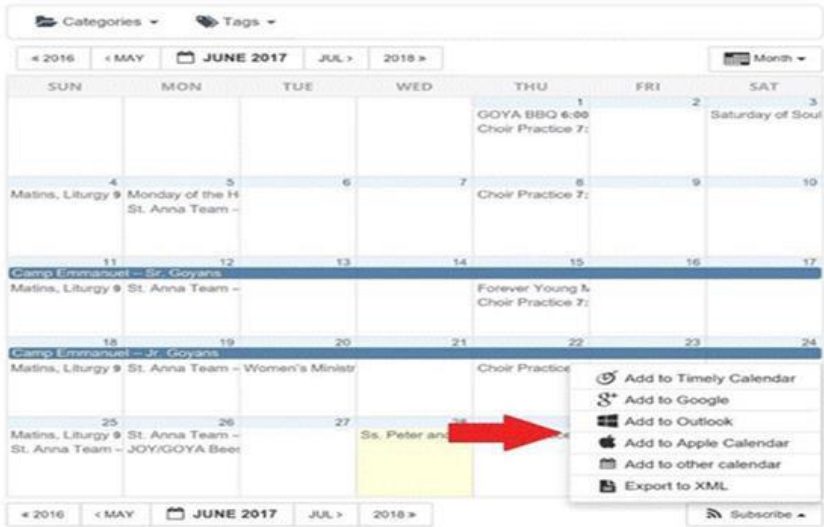 Categories Tags
« 2016 ‹ MAY JUNE 2017 JUL › 2018 » Month
SUN MON TUE WED THU FRI SAT
1 2 3
GOYA BBQ 6:00 Saturday of Soul
Choir Practice 7:
4 5 6 7 8 9 10
Matins, Liturgy 9 Monday of the H Choir Practice 7:
St. Anna Team –
11 12 13 14 15 16 17
Camp Emmanuel – Sr. Goyans
Matins, Liturgy 9 St. Anna Team – Forever Young M
Choir Practice 7:
18 19 20 21 22 23 24
Camp Emmanuel – Jr. Goyans
Matins, Liturgy 9 St. Anna Team – Women's Ministr Choir Practice
Add to Timely Calendar
Add to Google
25 26 27 28 Add to Outlook
Matins, Liturgy 9 St. Anna Team – Ss. Peter and Add to Apple Calendar
St. Anna Team – JOY/GOYA Bees
Add to other calendar
Export to XML
« 2016 ‹ MAY JUNE 2017 JUL › 2018 » Subscribe